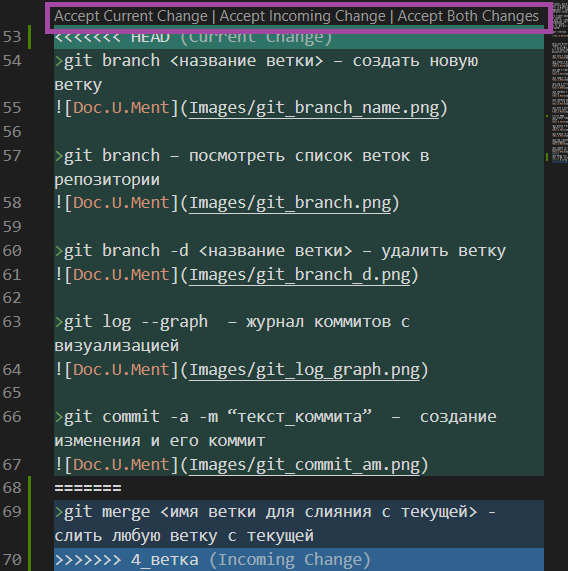 Accept Current Change | Accept Incoming Change | Accept Both Changes
53 <<<<<<< HEAD (Current Change)
54 >git branch <название ветки> – создать новую
ветку
55 ![Doc.U.Ment](Images/git_branch_name.png)
56
57 >git branch – посмотреть список веток в
репозитории
58 ![Doc.U.Ment](Images/git_branch.png)
59
60 >git branch -d <название ветки> – удалить ветку
61 ![Doc.U.Ment](Images/git_branch_d.png)
62
63 >git log --graph  – журнал коммитов с
визуализацией
64 ![Doc.U.Ment](Images/git_log_graph.png)
65
66 >git commit -a -m “текст_коммита”  –  создание
изменения и его коммит
67 ![Doc.U.Ment](Images/git_commit_am.png)
68 =======
69 >git merge <имя ветки для слияния с текущей> -
слить любую ветку с текущей
70 >>>>>>> 4_ветка (Incoming Change)